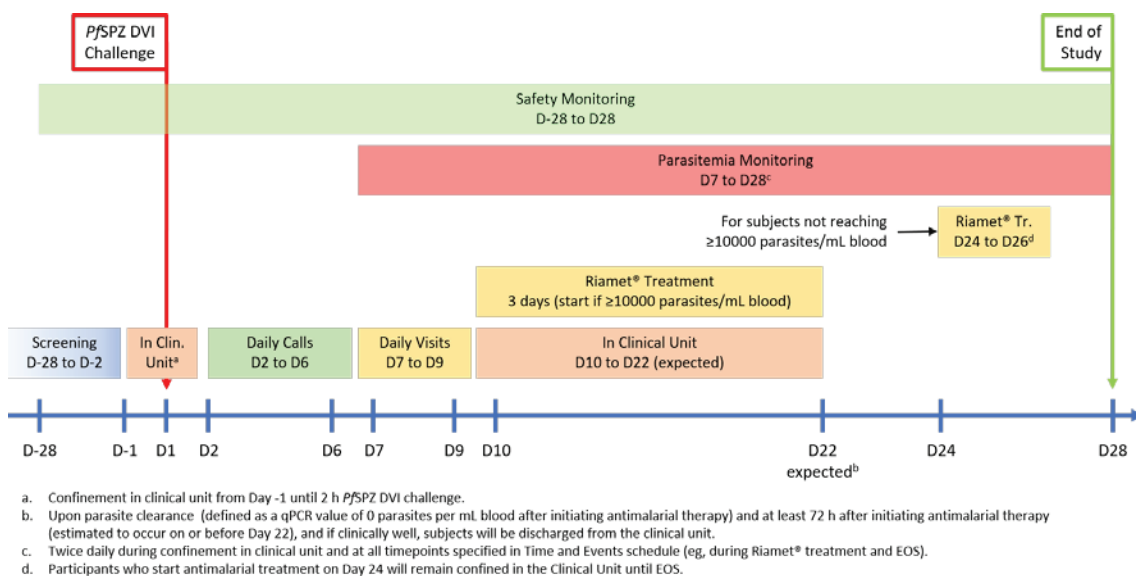 PfSPZ DVI
Challenge
End of
Study
Safety Monitoring
D-28 to D28
Parasitemia Monitoring
D7 to D28c
For subjects not reaching
≥10000 parasites/mL blood
Riamet® Tr.
D24 to D26d
Riamet® Treatment
3 days (start if ≥10000 parasites/mL blood)
Screening
D-28 to D-2
In Clin.
Unita
Daily Calls
D2 to D6
Daily Visits
D7 to D9
In Clinical Unit
D10 to D22 (expected)
D-28 D-1 D1 D2 D6 D7 D9 D10 D22 D24 D28
expectedb
a. Confinement in clinical unit from Day -1 until 2 h PfSPZ DVI challenge.
b. Upon parasite clearance (defined as a qPCR value of 0 parasites per mL blood after initiating antimalarial therapy) and at least 72 h after initiating antimalarial therapy
(estimated to occur on or before Day 22), and if clinically well, subjects will be discharged from the clinical unit.
c. Twice daily during confinement in clinical unit and at all timepoints specified in Time and Events schedule (eg, during Riamet® treatment and EOS).
d. Participants who start antimalarial treatment on Day 24 will remain confined in the Clinical Unit until EOS.